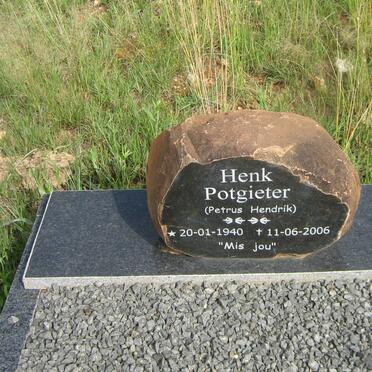 Henk
Potgieter
(Petrus Hendrik)
★ 20-01-1940 ✝ 11-06-2006
"Mis jou"